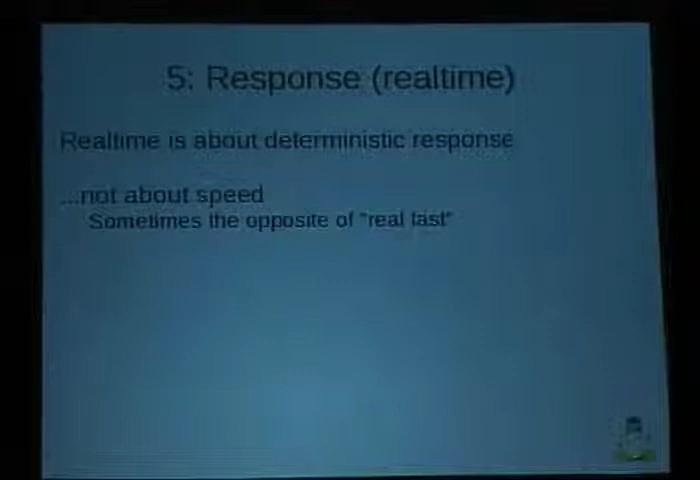 5: Response (realtime)
Realtime is about deterministic response
...not about speed
Sometimes the opposite of "real fast"